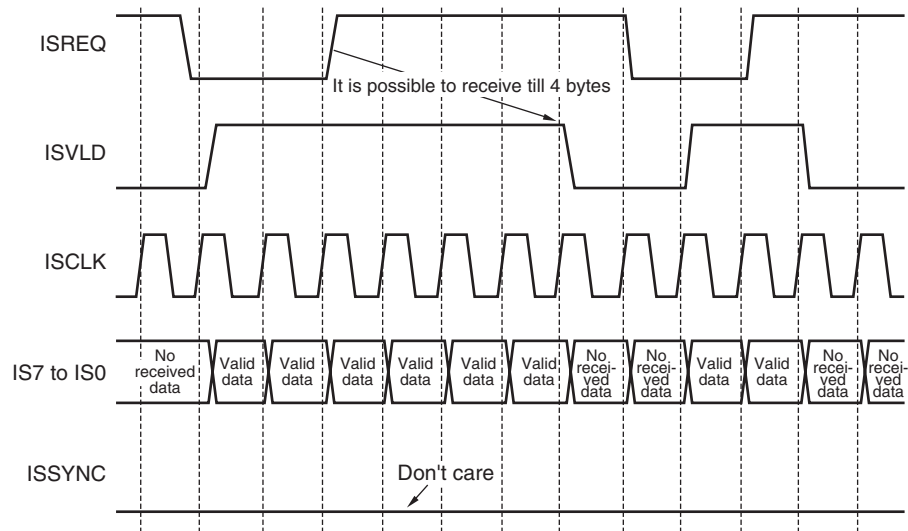 ISREQ
It is possible to receive till 4 bytes
ISVLD
ISCLK
IS7 to IS0
No
received
data
Valid
data
Valid
data
Valid
data
Valid
data
Valid
data
Valid
data
No
recei-
ved
data
No
recei-
ved
data
Valid
data
Valid
data
No
recei-
ved
data
No
recei-
ved
data
ISSYNC
Don't care